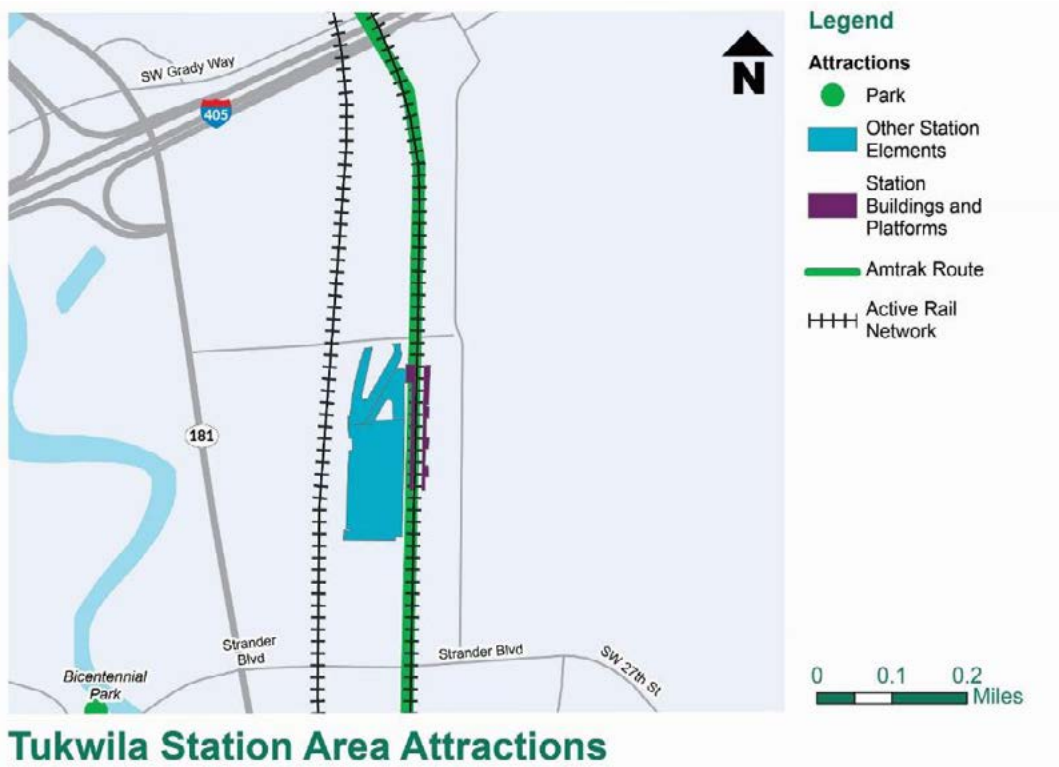 SW Grady Way
405
N
181
Strander
Blvd
Strander Blvd
SW 27th St
Bicentennial
Park
Legend
Attractions
Park
Other Station
Elements
Station
Buildings and
Platforms
Amtrak Route
Active Rail
Network
0 0.1 0.2
Miles
Tukwila Station Area Attractions